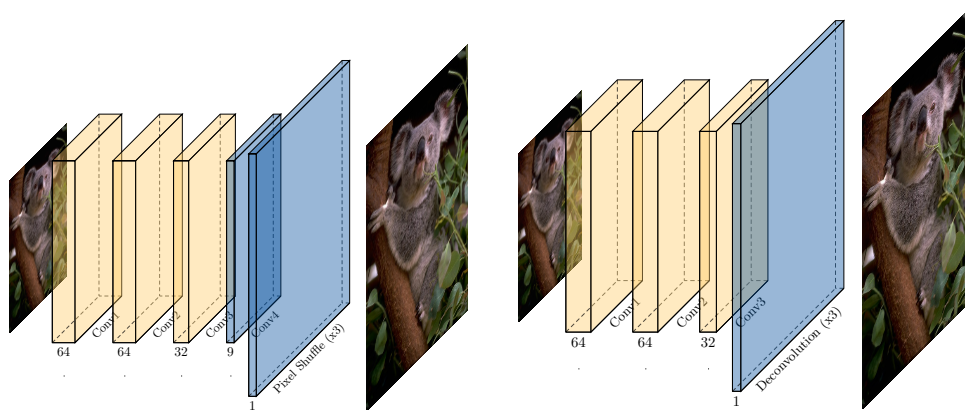 Conv1
Conv2
Conv3
Conv4
64
64
32
9
Pixel Shuffle (x3)
1
Conv1
Conv2
Conv3
64
64
32
Deconvolution (x3)
1